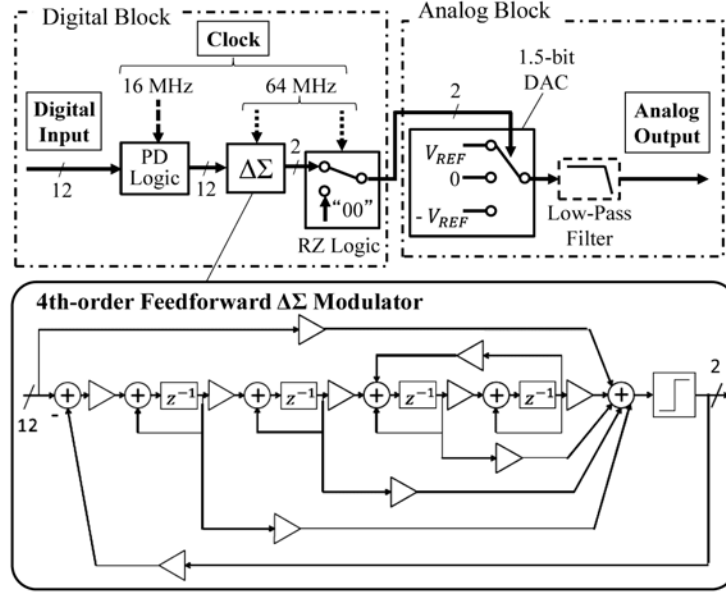 Digital Block
Analog Block
Clock
16 MHz
64 MHz
Digital Input
12
PD Logic
12
ΔΣ
2
"00"
RZ Logic
2
1.5-bit DAC
V_REF
0
- V_REF
Low-Pass Filter
Analog Output
4th-order Feedforward ΔΣ Modulator
12
+
-
+
z⁻¹
+
z⁻¹
+
z⁻¹
+
z⁻¹
+
2